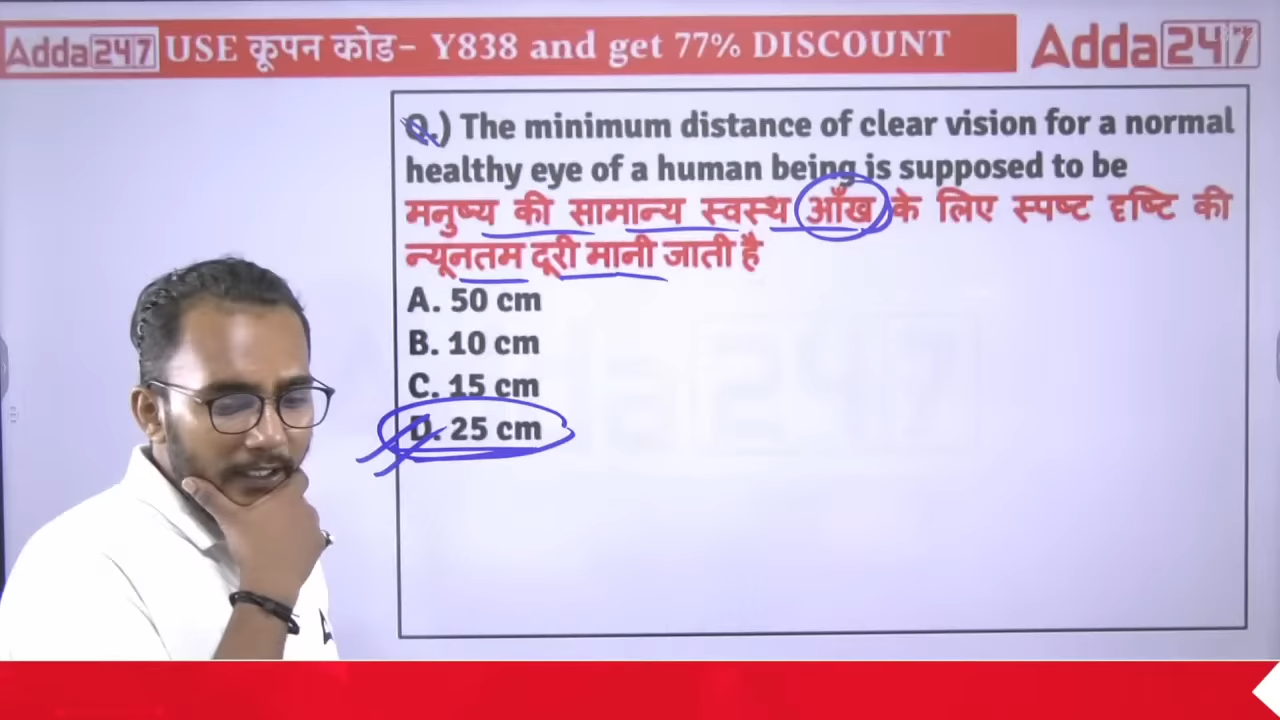 Adda247 USE कूपन कोड- Y838 and get 77% DISCOUNT Adda247
Q.) The minimum distance of clear vision for a normal
healthy eye of a human being is supposed to be
मनुष्य की सामान्य स्वस्थ आँख के लिए स्पष्ट दृष्टि की
न्यूनतम दूरी मानी जाती है
A. 50 cm
B. 10 cm
C. 15 cm
D. 25 cm